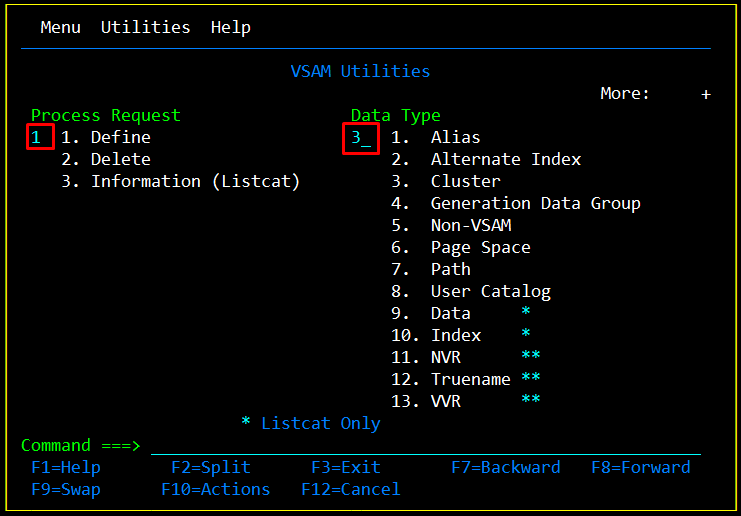 Menu Utilities Help
VSAM Utilities
More: +
Process Request Data Type
1 1. Define 3_ 1. Alias
2. Delete 2. Alternate Index
3. Information (Listcat) 3. Cluster
4. Generation Data Group
5. Non-VSAM
6. Page Space
7. Path
8. User Catalog
9. Data *
10. Index *
11. NVR **
12. Truename **
13. VVR **
* Listcat Only
Command ===>
F1=Help F2=Split F3=Exit F7=Backward F8=Forward
F9=Swap F10=Actions F12=Cancel